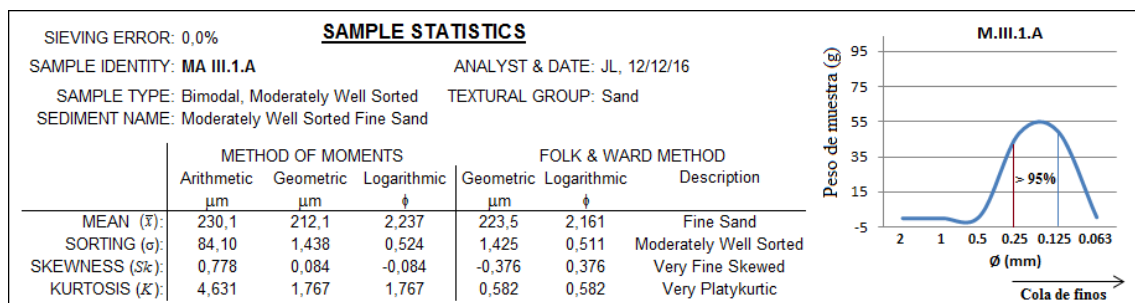 SAMPLE STATISTICS
SIEVING ERROR: 0,0%
SAMPLE IDENTITY: MA III.1.A ANALYST & DATE: JL, 12/12/16
SAMPLE TYPE: Bimodal, Moderately Well Sorted TEXTURAL GROUP: Sand
SEDIMENT NAME: Moderately Well Sorted Fine Sand
METHOD OF MOMENTS FOLK & WARD METHOD
Arithmetic Geometric Logarithmic Geometric Logarithmic Description
μm μm ϕ μm ϕ
MEAN (x̅): 230,1 212,1 2,237 223,5 2,161 Fine Sand
SORTING (σ): 84,10 1,438 0,524 1,425 0,511 Moderately Well Sorted
SKEWNESS (Sk): 0,778 0,084 -0,084 -0,376 0,376 Very Fine Skewed
KURTOSIS (K): 4,631 1,767 1,767 0,582 0,582 Very Platykurtic
M.III.1.A
Peso de muestra (g)
95
75
55
35
15
-5
> 95%
2 1 0.5 0.25 0.125 0.063
Ø (mm)
Cola de finos